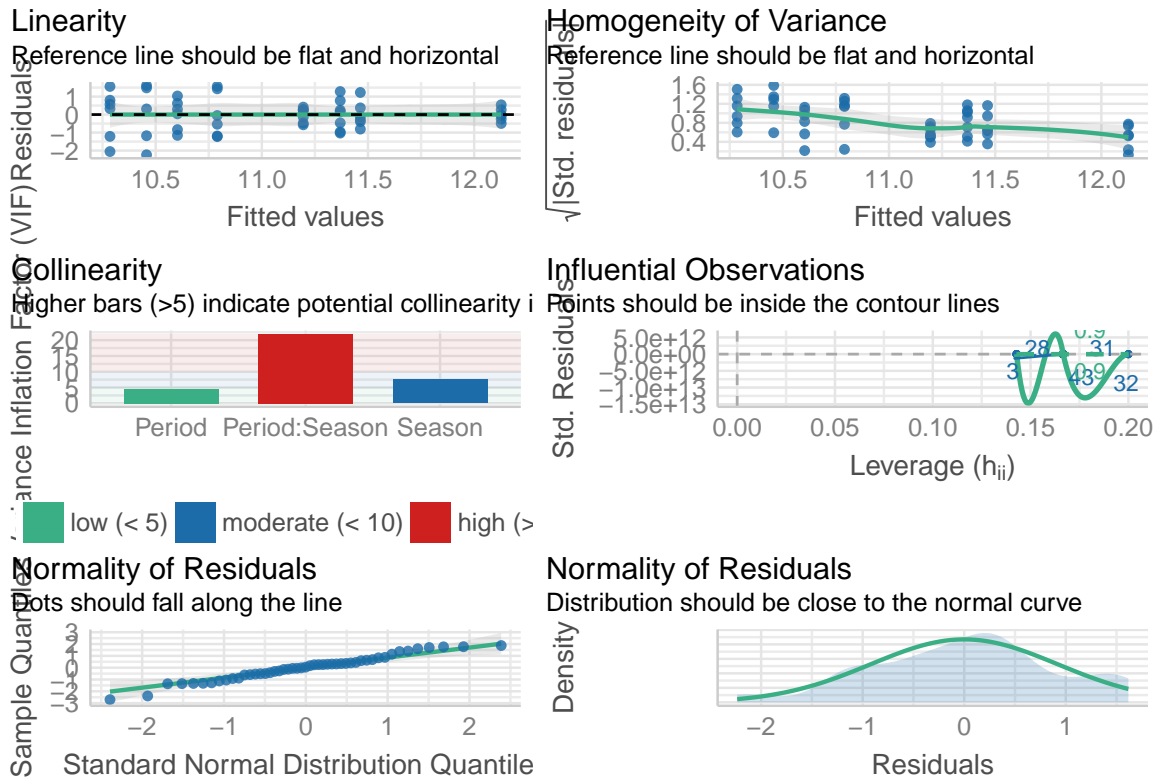 Linearity
Reference line should be flat and horizontal
Residuals
1
0
−1
−2
10.5 11.0 11.5 12.0
Fitted values
Homogeneity of Variance
Reference line should be flat and horizontal
√|Std. residuals|
1.6
1.2
0.8
0.4
10.5 11.0 11.5 12.0
Fitted values
Collinearity
Higher bars (>5) indicate potential collinearity i
iance Inflation Factor (VIF)
20
15
10
5
0
Period Period:Season Season
low (< 5) moderate (< 10) high (>
Influential Observations
Points should be inside the contour lines
Std. Residuals
5.0e+12
0.0e+00
−5.0e+12
−1.0e+13
−1.5e+13
0.9
28 31
3 43 0.9 32
0.00 0.05 0.10 0.15 0.20
Leverage (hii)
Normality of Residuals
Dots should fall along the line
Sample Quantiles
3
2
1
0
−1
−2
−3
−2 −1 0 1 2
Standard Normal Distribution Quantile
Normality of Residuals
Distribution should be close to the normal curve
Density
−2 −1 0 1
Residuals